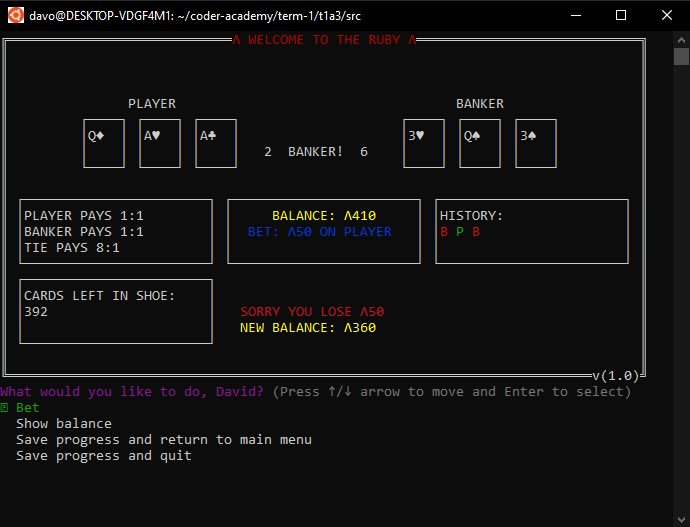 davo@DESKTOP-VDGF4M1: ~/coder-academy/term-1/t1a3/src
Λ WELCOME TO THE RUBY Λ
PLAYER BANKER
Q♦ A♥ A♣ 3♥ Q♠ 3♠
2 BANKER! 6
PLAYER PAYS 1:1 BALANCE: Λ410 HISTORY:
BANKER PAYS 1:1 BET: Λ50 ON PLAYER B P B
TIE PAYS 8:1
CARDS LEFT IN SHOE:
392 SORRY YOU LOSE Λ50
NEW BALANCE: Λ360
v(1.0)
What would you like to do, David? (Press ↑/↓ arrow to move and Enter to select)
Bet
Show balance
Save progress and return to main menu
Save progress and quit